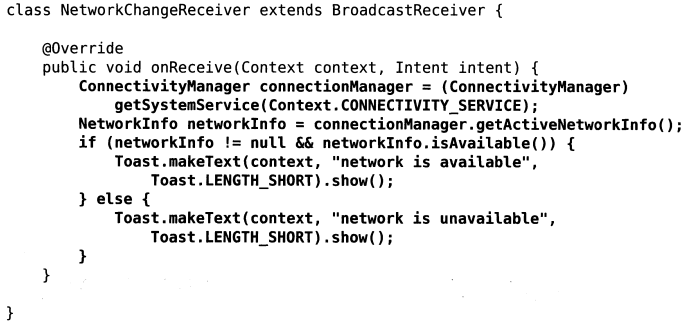 class NetworkChangeReceiver extends BroadcastReceiver {
@Override
public void onReceive(Context context, Intent intent) {
ConnectivityManager connectionManager = (ConnectivityManager)
getSystemService(Context.CONNECTIVITY_SERVICE);
NetworkInfo networkInfo = connectionManager.getActiveNetworkInfo();
if (networkInfo != null && networkInfo.isAvailable()) {
Toast.makeText(context, "network is available",
Toast.LENGTH_SHORT).show();
} else {
Toast.makeText(context, "network is unavailable",
Toast.LENGTH_SHORT).show();
}
}
}